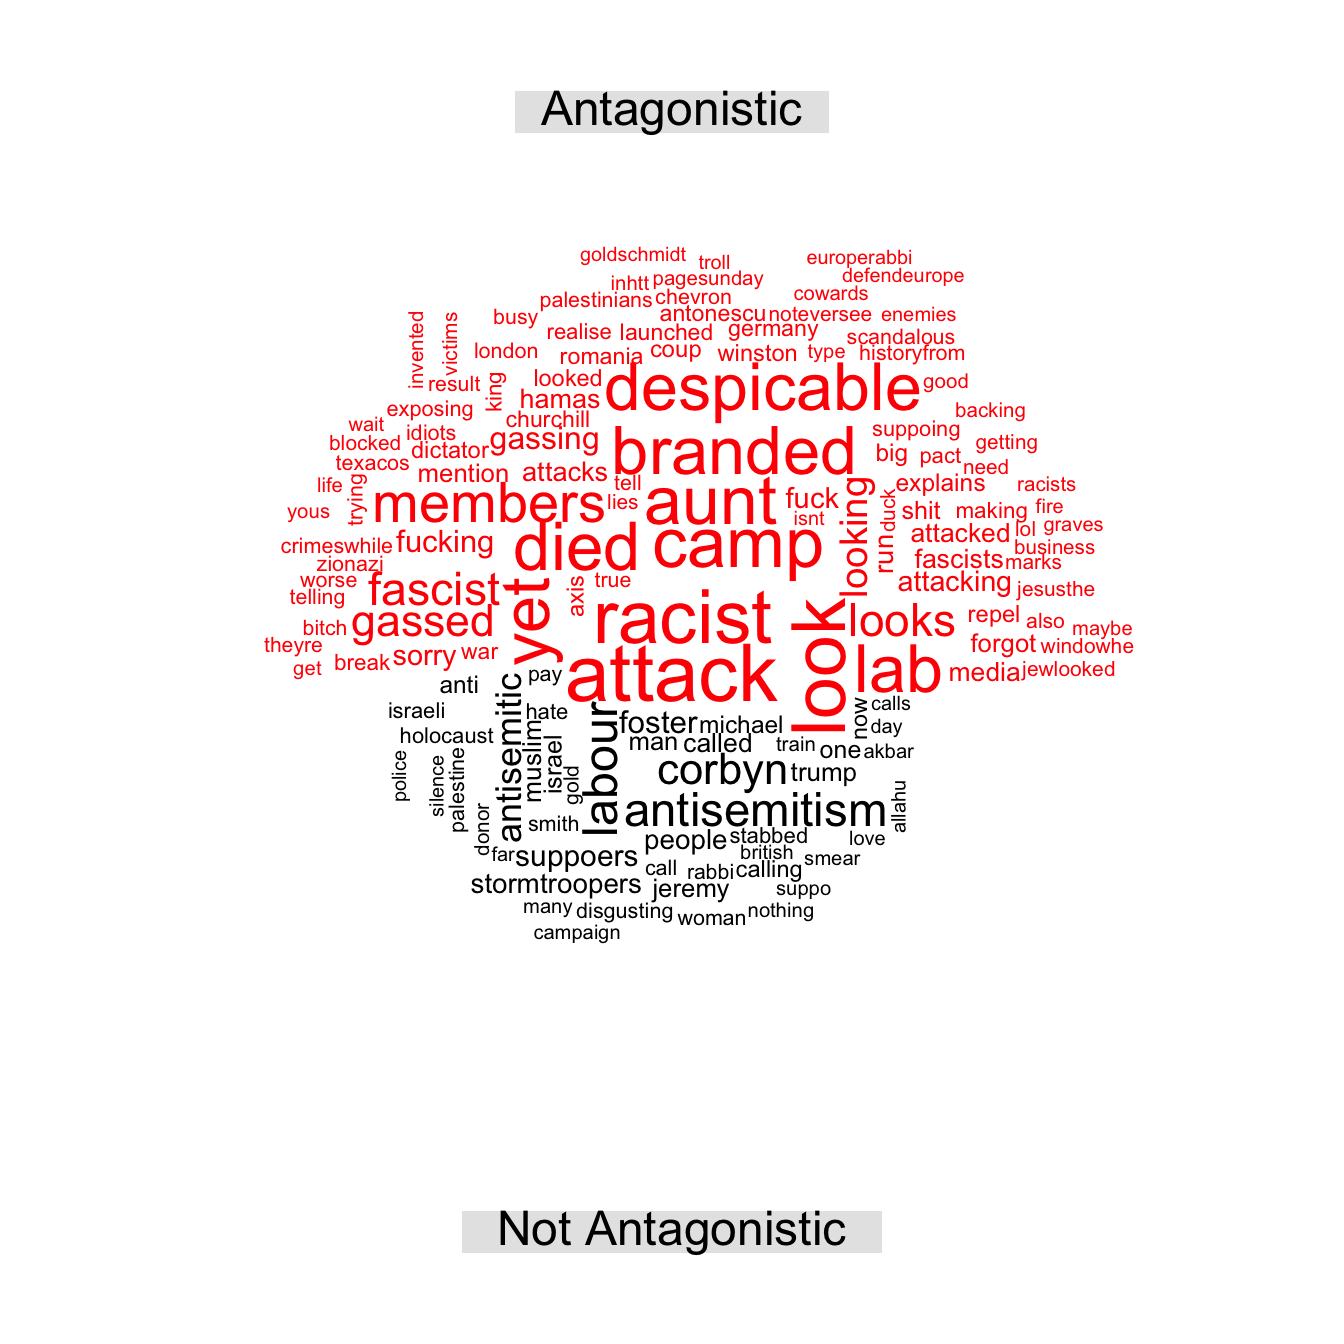 Antagonistic
goldschmidt troll europerabbi
inhtt pagesunday defendeurope
palestinians chevron cowards
busy antonescu noteversee enemies
invented victims realise launched germany scandalous
london romania coup winston type historyfrom
result king looked despicable good
exposing hamas backing
wait idiots churchill branded suppoing
blocked dictator gassing big pact getting
texacos mention attacks tell need
life trying members lies aunt fuck looking duck explains racists
yous isnt shit making fire
crimeswhile fucking died camp run attacked lol graves
zionazi fascists marks business
worse fascist yet axis true attacking jesusthe
telling gassed racist look looks repel also maybe
bitch
theyre break sorry war forgot windowhe
get attack lab media jewlooked
anti antisemitic pay
israeli hate labour foster michael now calls
holocaust muslim israel man called train one day akbar
police silence palestine gold corbyn trump
donor smith antisemitism allahu
far suppoers people stabbed love
british smear
call rabbi calling
stormtroopers jeremy suppo
many disgusting woman nothing
campaign
Not Antagonistic